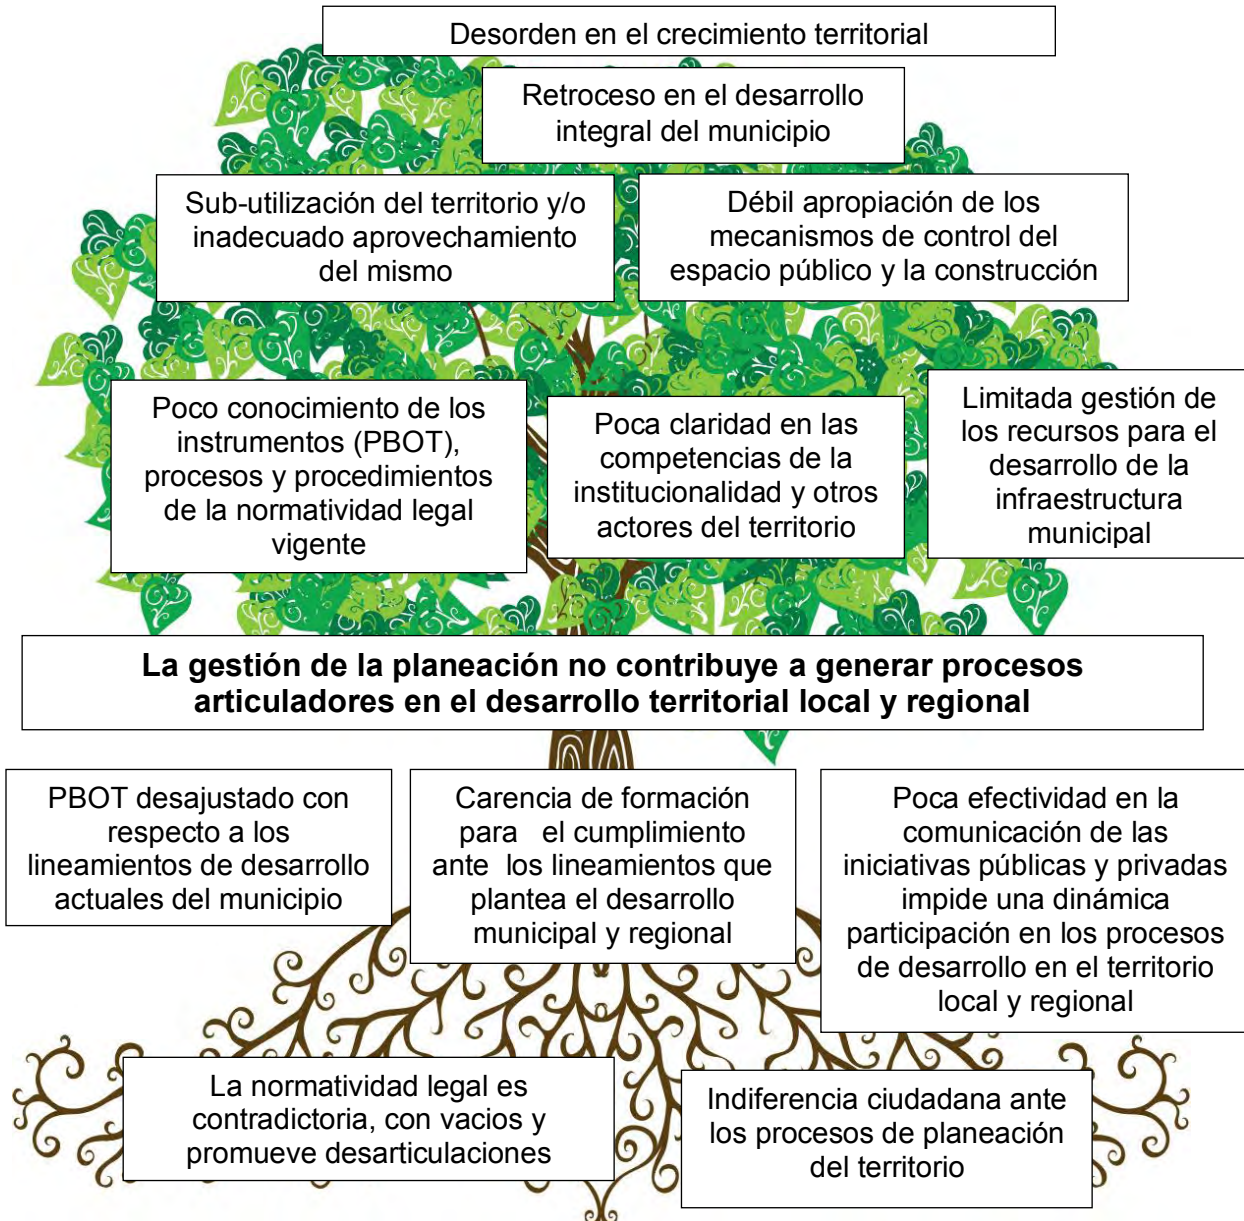 Desorden en el crecimiento territorial
Retroceso en el desarrollo
integral del municipio
Sub-utilización del territorio y/o
inadecuado aprovechamiento
del mismo
Débil apropiación de los
mecanismos de control del
espacio público y la construcción
Poco conocimiento de los
instrumentos (PBOT),
procesos y procedimientos
de la normatividad legal
vigente
Poca claridad en las
competencias de la
institucionalidad y otros
actores del territorio
Limitada gestión de
los recursos para el
desarrollo de la
infraestructura
municipal
La gestión de la planeación no contribuye a generar procesos
articuladores en el desarrollo territorial local y regional
PBOT desajustado con
respecto a los
lineamientos de desarrollo
actuales del municipio
Carencia de formación
para el cumplimiento
ante los lineamientos que
plantea el desarrollo
municipal y regional
Poca efectividad en la
comunicación de las
iniciativas públicas y privadas
impide una dinámica
participación en los procesos
de desarrollo en el territorio
local y regional
La normatividad legal es
contradictoria, con vacios y
promueve desarticulaciones
Indiferencia ciudadana ante
los procesos de planeación
del territorio